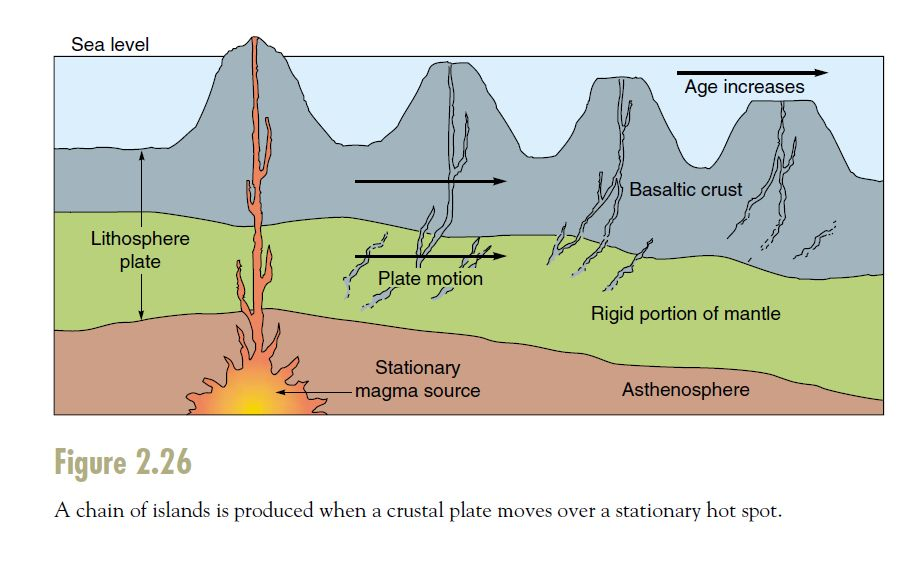 Sea level
Age increases
Basaltic crust
Lithosphere
plate
Plate motion
Rigid portion of mantle
Stationary
magma source
Asthenosphere
Figure 2.26
A chain of islands is produced when a crustal plate moves over a stationary hot spot.